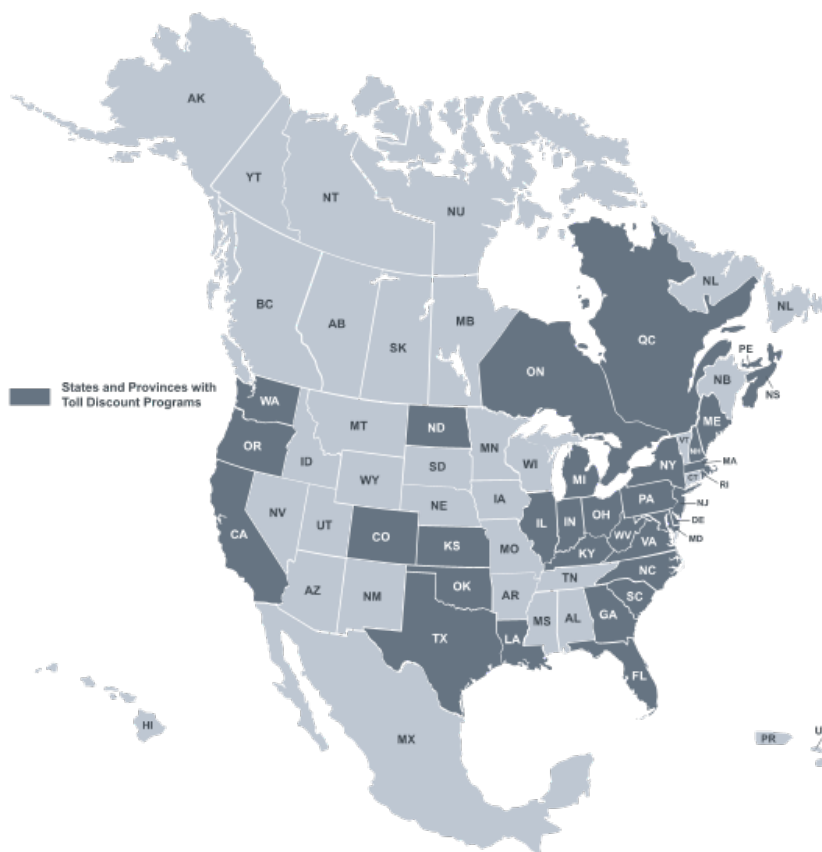 AK
YT
NT
NU
NL
NL
BC
AB
SK
MB
QC
ON
PE
NB
NS
States and Provinces with
Toll Discount Programs
WA
MT
ND
MN
ME
VT
NH
OR
ID
SD
WI
MI
NY
MA
RI
CT
WY
IA
PA
NJ
NV
UT
NE
IL
IN
OH
DE
MD
CA
CO
KS
MO
WV
VA
KY
NC
AZ
NM
OK
AR
TN
SC
TX
LA
MS
AL
GA
FL
HI
MX
PR
U